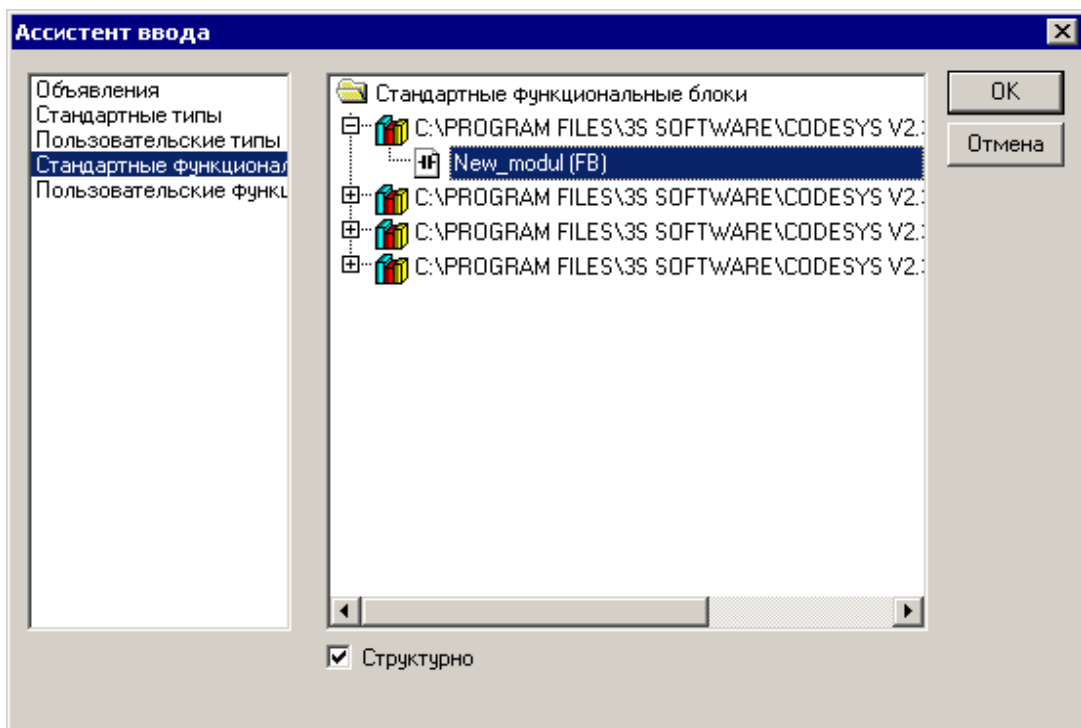 Ассистент ввода
Объявления
Стандартные типы
Пользовательские типы
Стандартные функционал
Пользовательские функц
Стандартные функциональные блоки
C:\PROGRAM FILES\3S SOFTWARE\CODESYS V2.
New_modul (FB)
C:\PROGRAM FILES\3S SOFTWARE\CODESYS V2.
C:\PROGRAM FILES\3S SOFTWARE\CODESYS V2.
C:\PROGRAM FILES\3S SOFTWARE\CODESYS V2.
OK
Отмена
Структурно